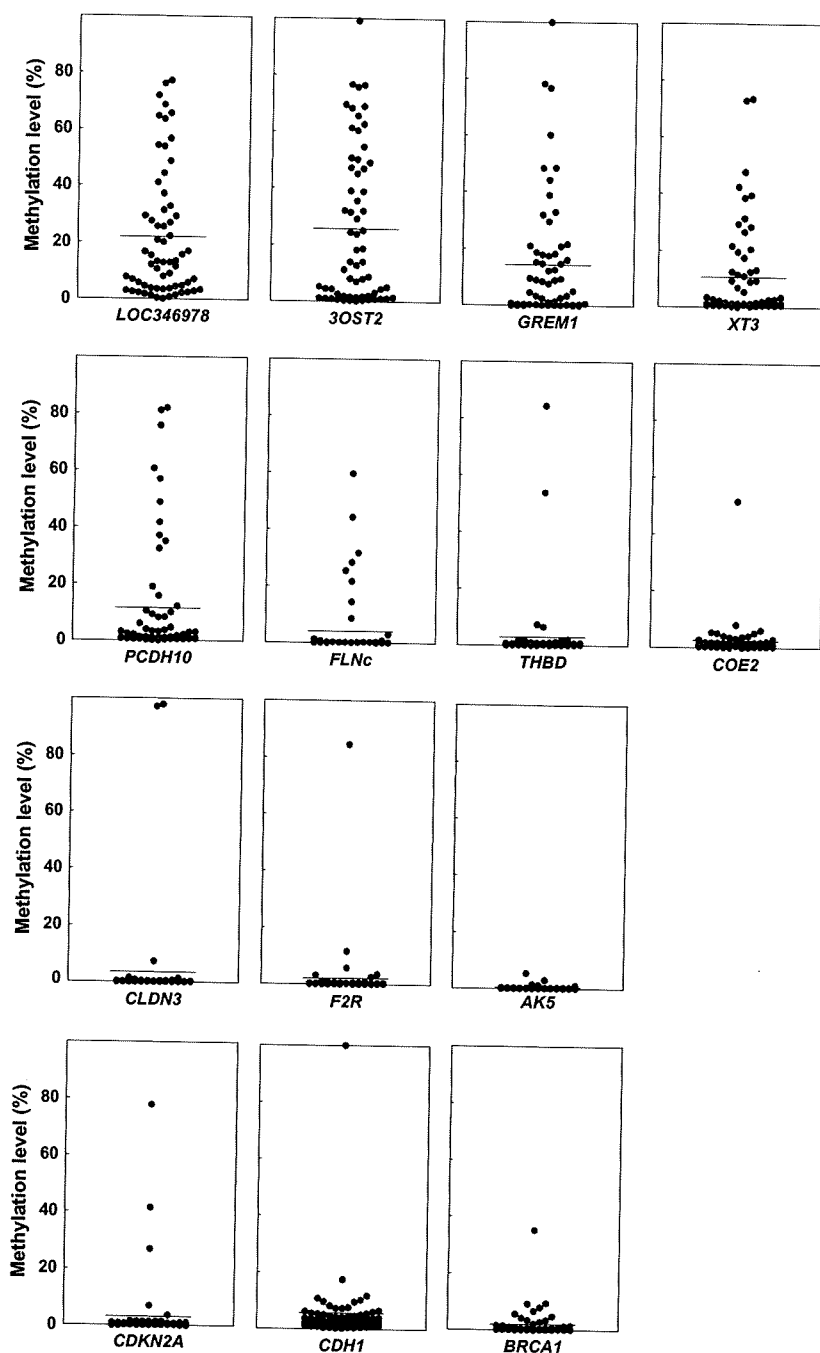 Methylation level (%)
80
60
40
20
0
LOC346978 3OST2 GREM1 XT3
Methylation level (%)
80
60
40
20
0
PCDH10 FLNc THBD COE2
Methylation level (%)
80
60
40
20
0
CLDN3 F2R AK5
Methylation level (%)
80
60
40
20
0
CDKN2A CDH1 BRCA1